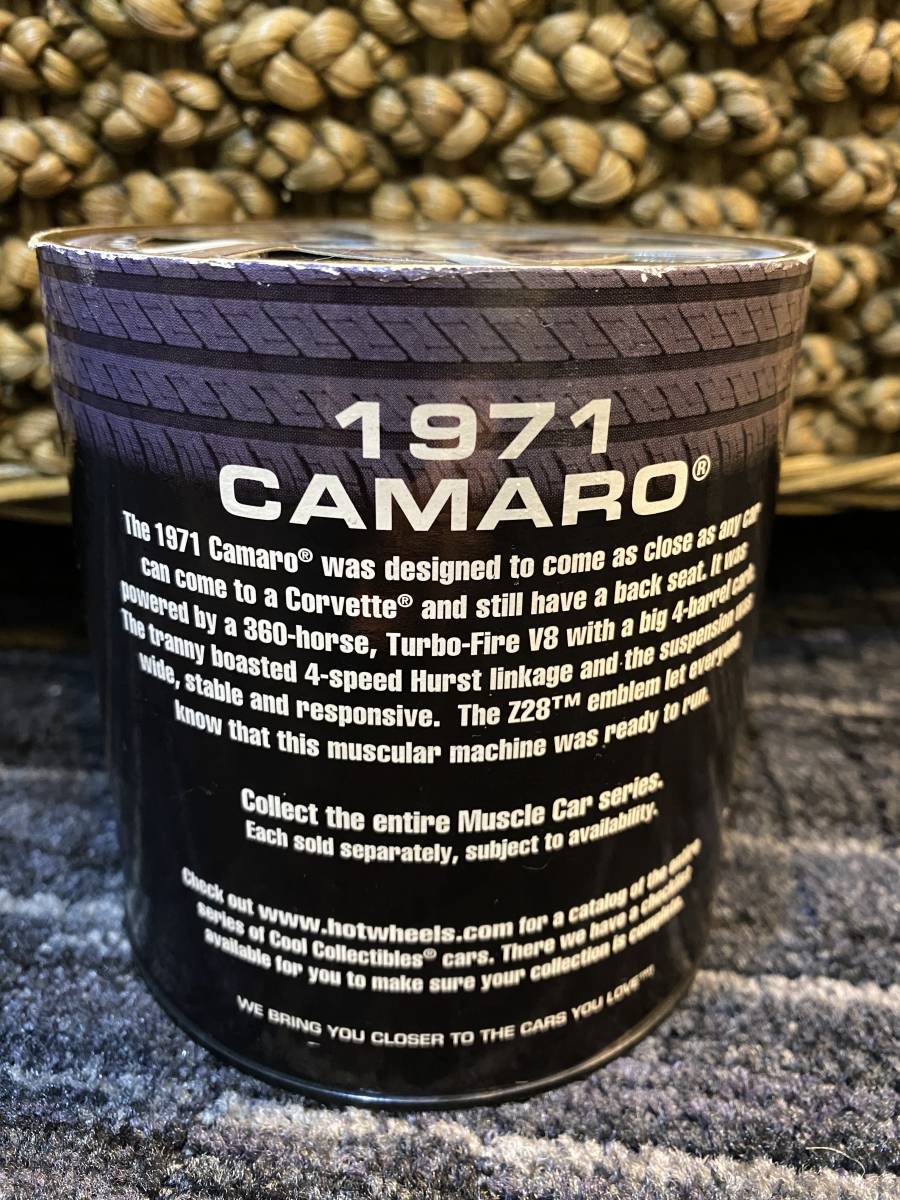 1971
CAMARO®
The 1971 Camaro® was designed to come as close as any car
can come to a Corvette® and still have a back seat. It was
powered by a 360-horse, Turbo-Fire V8 with a big 4-barrel carb.
The tranny boasted 4-speed Hurst linkage and the suspension was
wide, stable and responsive. The Z28™ emblem let everyone
know that this muscular machine was ready to run.
Collect the entire Muscle Car series.
Each sold separately, subject to availability.
Check out www.hotwheels.com for a catalog of the entire
series of Cool Collectibles® cars. There we have a checklist
available for you to make sure your collection is complete.
WE BRING YOU CLOSER TO THE CARS YOU LOVE™!